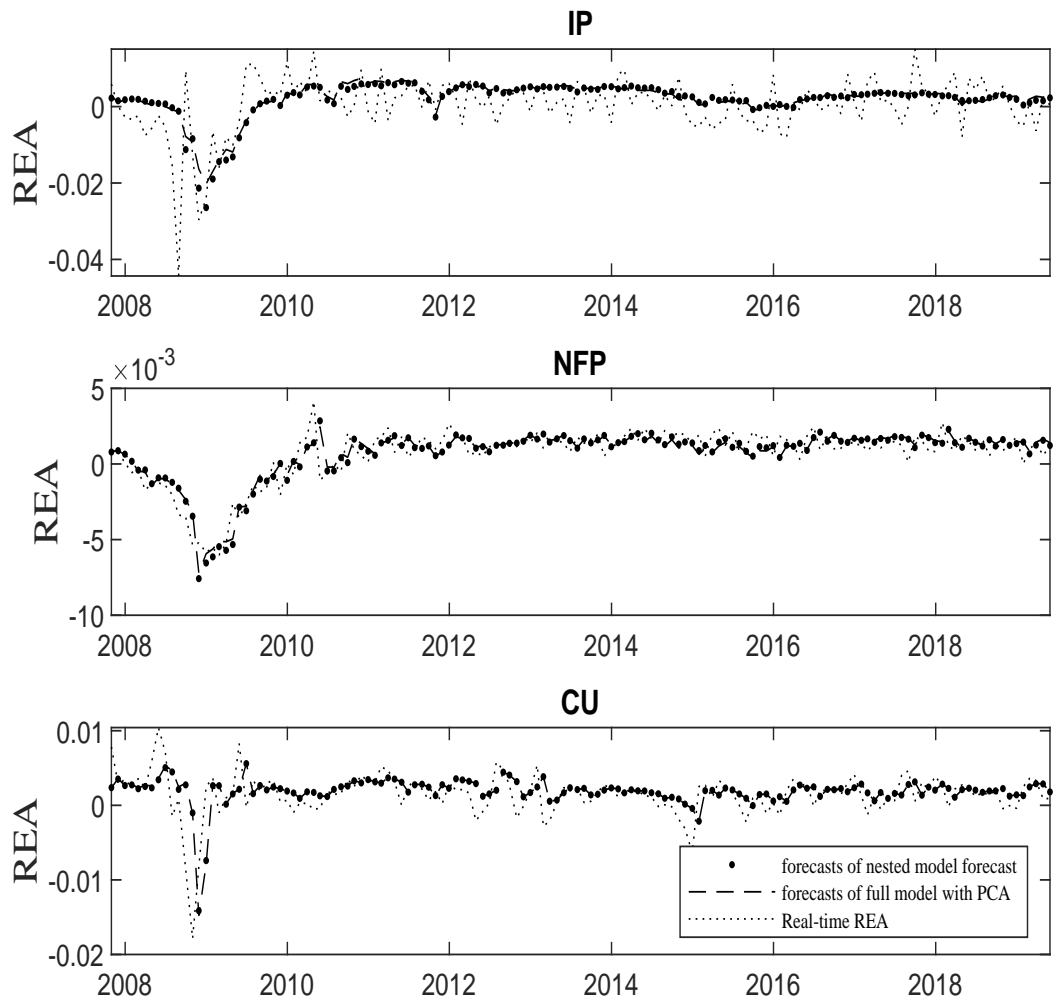 IP
REA
0
-0.02
-0.04
2008 2010 2012 2014 2016 2018
NFP
×10-3
REA
5
0
-5
-10
2008 2010 2012 2014 2016 2018
CU
REA
0.01
0
-0.01
-0.02
forecasts of nested model forecast
forecasts of full model with PCA
Real-time REA
2008 2010 2012 2014 2016 2018